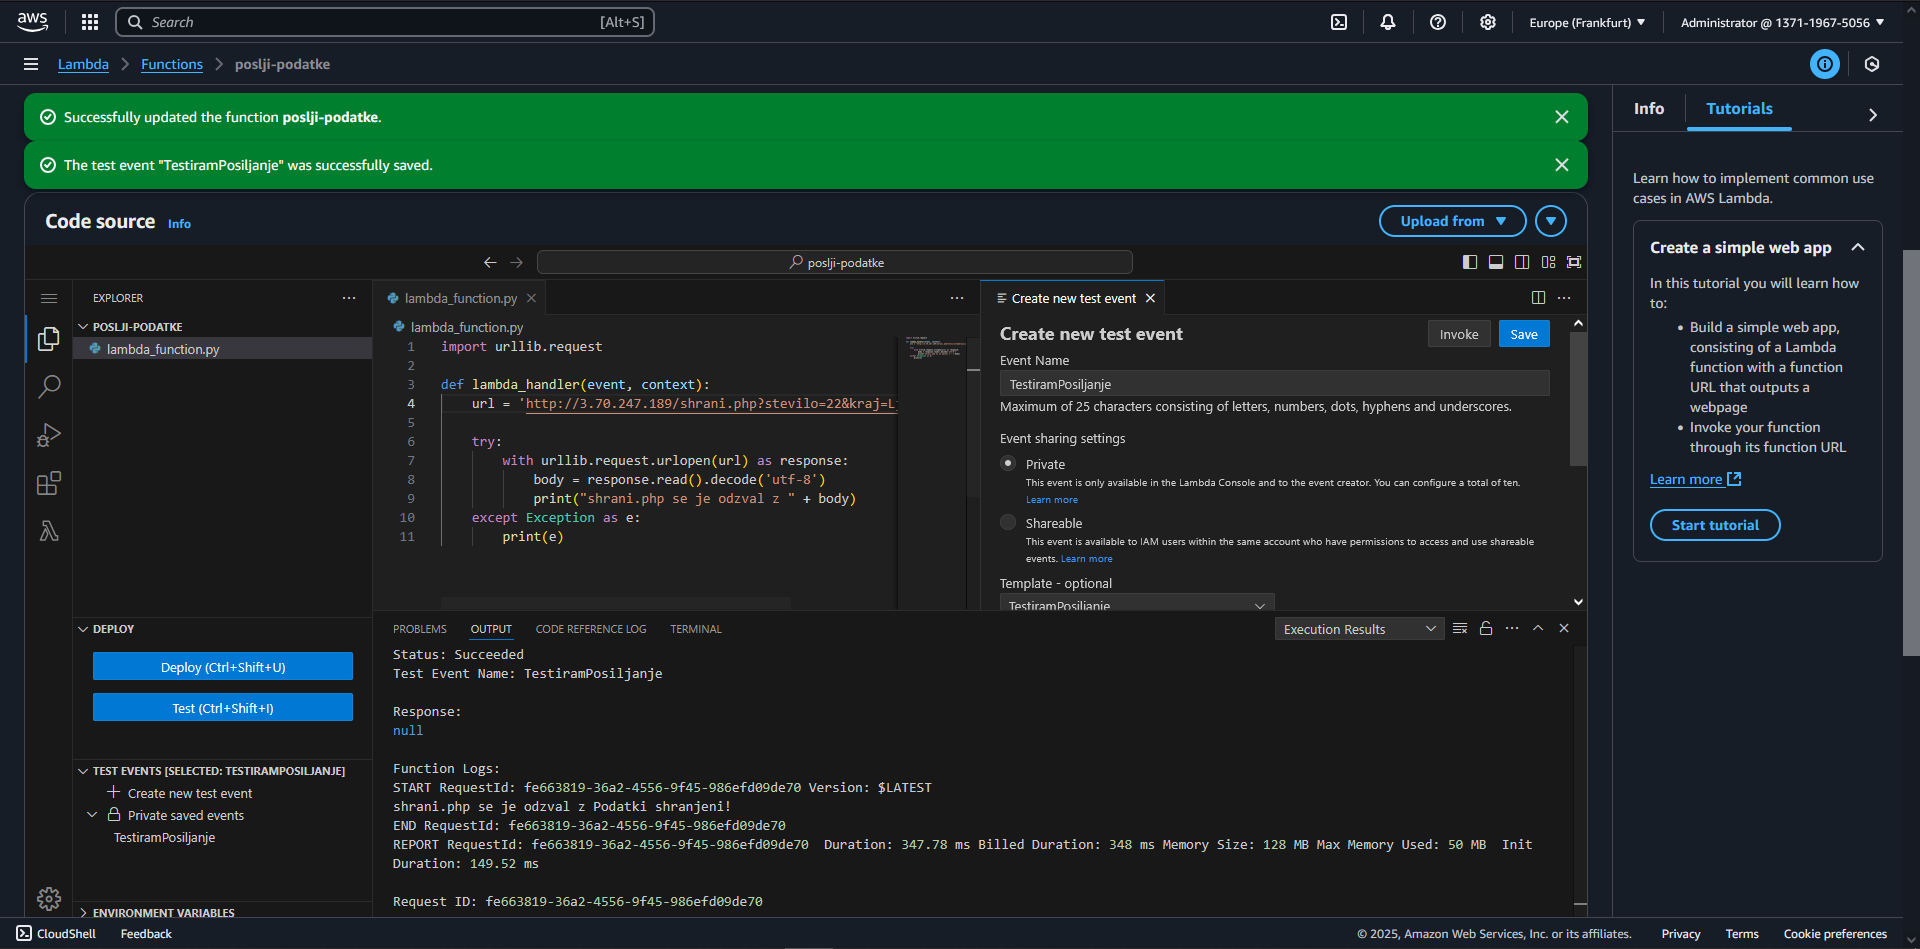 aws
Search [Alt+S]
Europe (Frankfurt)
Administrator @ 1371-1967-5056
Lambda
Functions
poslji-podatke
Successfully updated the function poslji-podatke.
The test event "TestiramPosiljanje" was successfully saved.
Code source Info
Upload from
poslji-podatke
EXPLORER
POSLJI-PODATKE
lambda_function.py
DEPLOY
Deploy (Ctrl+Shift+U)
Test (Ctrl+Shift+I)
TEST EVENTS [SELECTED: TESTIRAMPOSILJANJE]
Create new test event
Private saved events
TestiramPosiljanje
ENVIRONMENT VARIABLES
lambda_function.py
lambda_function.py
1 import urllib.request
2
3 def lambda_handler(event, context):
4 url = 'http://3.70.247.189/shrani.php?stevilo=22&kraj=L
5
6 try:
7 with urllib.request.urlopen(url) as response:
8 body = response.read().decode('utf-8')
9 print("shrani.php se je odzval z " + body)
10 except Exception as e:
11 print(e)
Create new test event
Create new test event
Invoke
Save
Event Name
TestiramPosiljanje
Maximum of 25 characters consisting of letters, numbers, dots, hyphens and underscores.
Event sharing settings
Private
This event is only available in the Lambda Console and to the event creator. You can configure a total of ten.
Learn more
Shareable
This event is available to IAM users within the same account who have permissions to access and use shareable
events. Learn more
Template - optional
TestiramPosiljanje
PROBLEMS OUTPUT CODE REFERENCE LOG TERMINAL
Execution Results
Status: Succeeded
Test Event Name: TestiramPosiljanje
Response:
null
Function Logs:
START RequestId: fe663819-36a2-4556-9f45-986efd09de70 Version: $LATEST
shrani.php se je odzval z Podatki shranjeni!
END RequestId: fe663819-36a2-4556-9f45-986efd09de70
REPORT RequestId: fe663819-36a2-4556-9f45-986efd09de70 Duration: 347.78 ms Billed Duration: 348 ms Memory Size: 128 MB Max Memory Used: 50 MB Init
Duration: 149.52 ms
Request ID: fe663819-36a2-4556-9f45-986efd09de70
Info
Tutorials
Learn how to implement common use
cases in AWS Lambda.
Create a simple web app
In this tutorial you will learn how
to:
• Build a simple web app,
consisting of a Lambda
function with a function
URL that outputs a
webpage
• Invoke your function
through its function URL
Learn more
Start tutorial
CloudShell
Feedback
© 2025, Amazon Web Services, Inc. or its affiliates.
Privacy
Terms
Cookie preferences